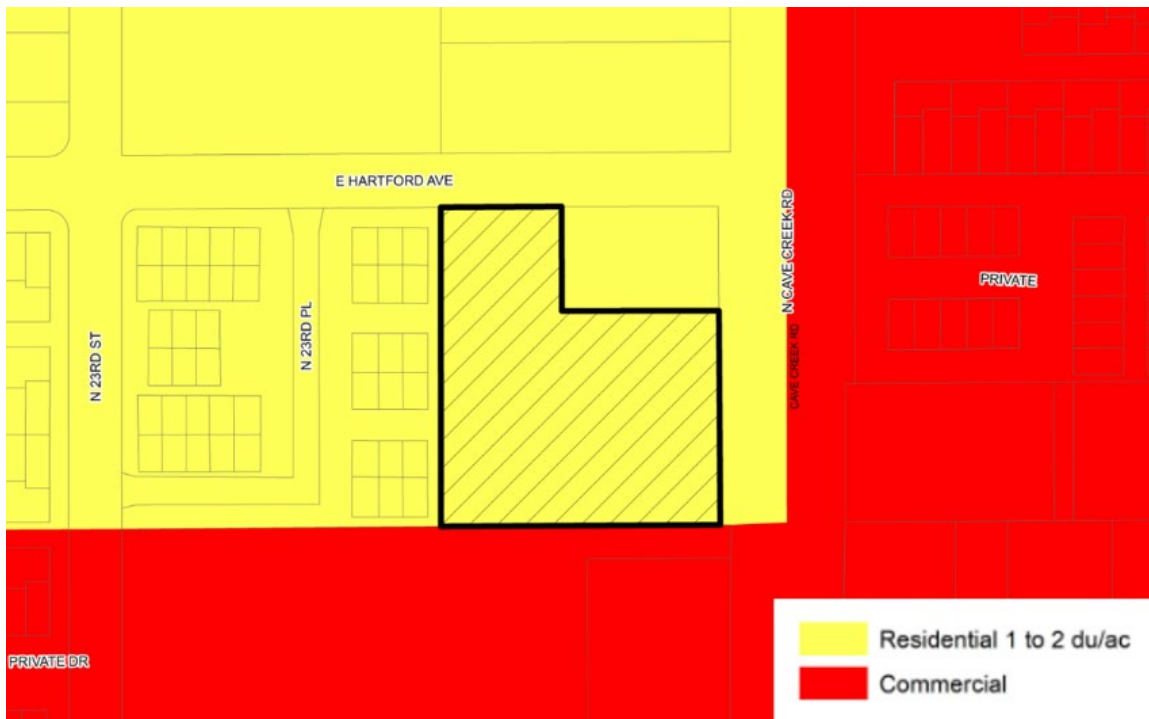 E HARTFORD AVE
N CAVE CREEK RD
PRIVATE
N 23RD PL
N 23RD ST
CAVE CREEK RD
PRIVATE DR
Residential 1 to 2 du/ac
Commercial